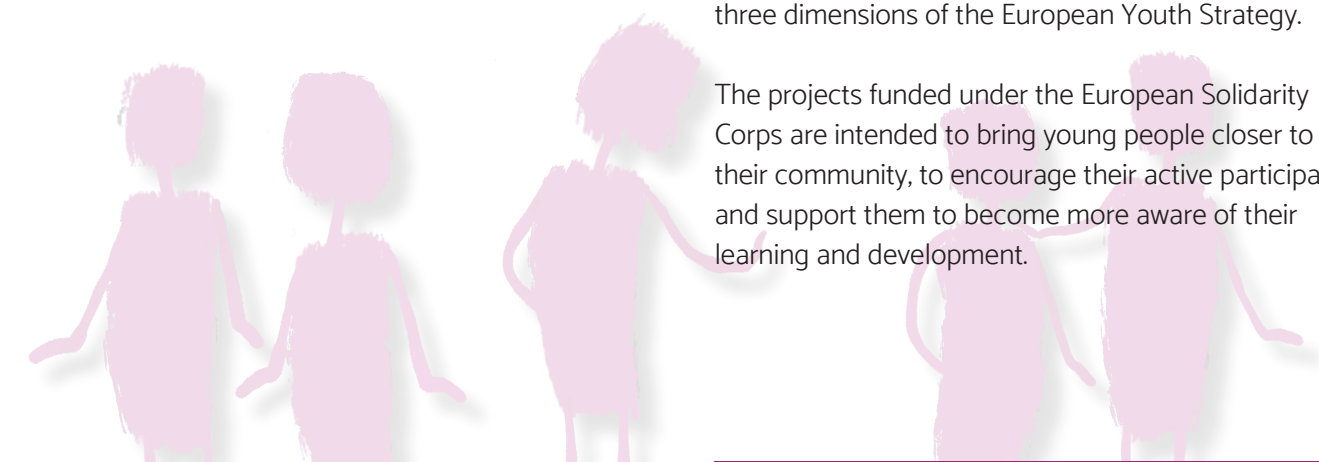 three dimensions of the European Youth Strategy.
The projects funded under the European Solidarity
Corps are intended to bring young people closer to
their community, to encourage their active participa
and support them to become more aware of their
learning and development.